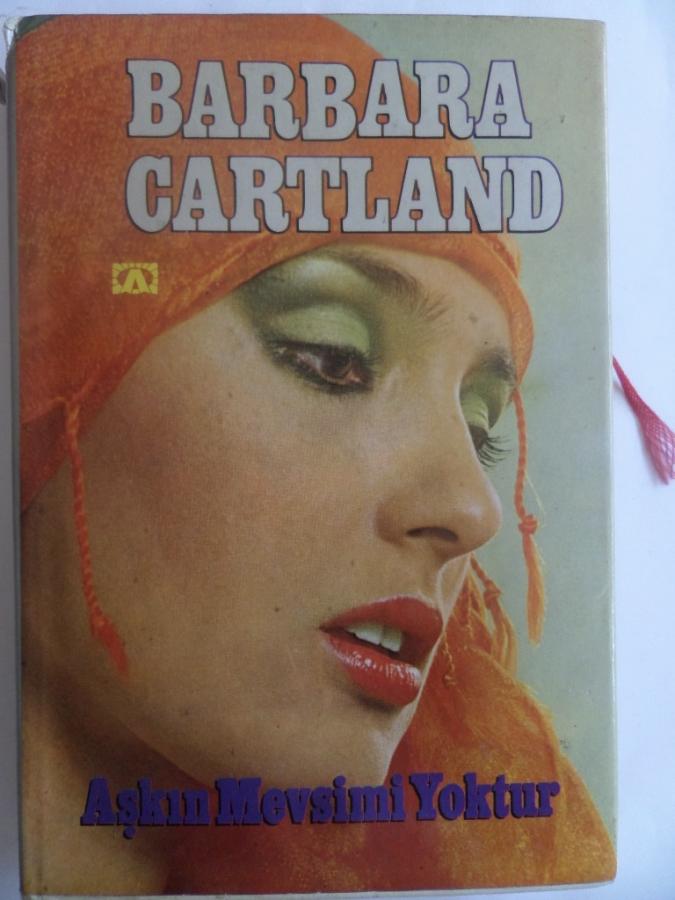 BARBARA
CARTLAND
A
Aşkın Mevsimi Yoktur